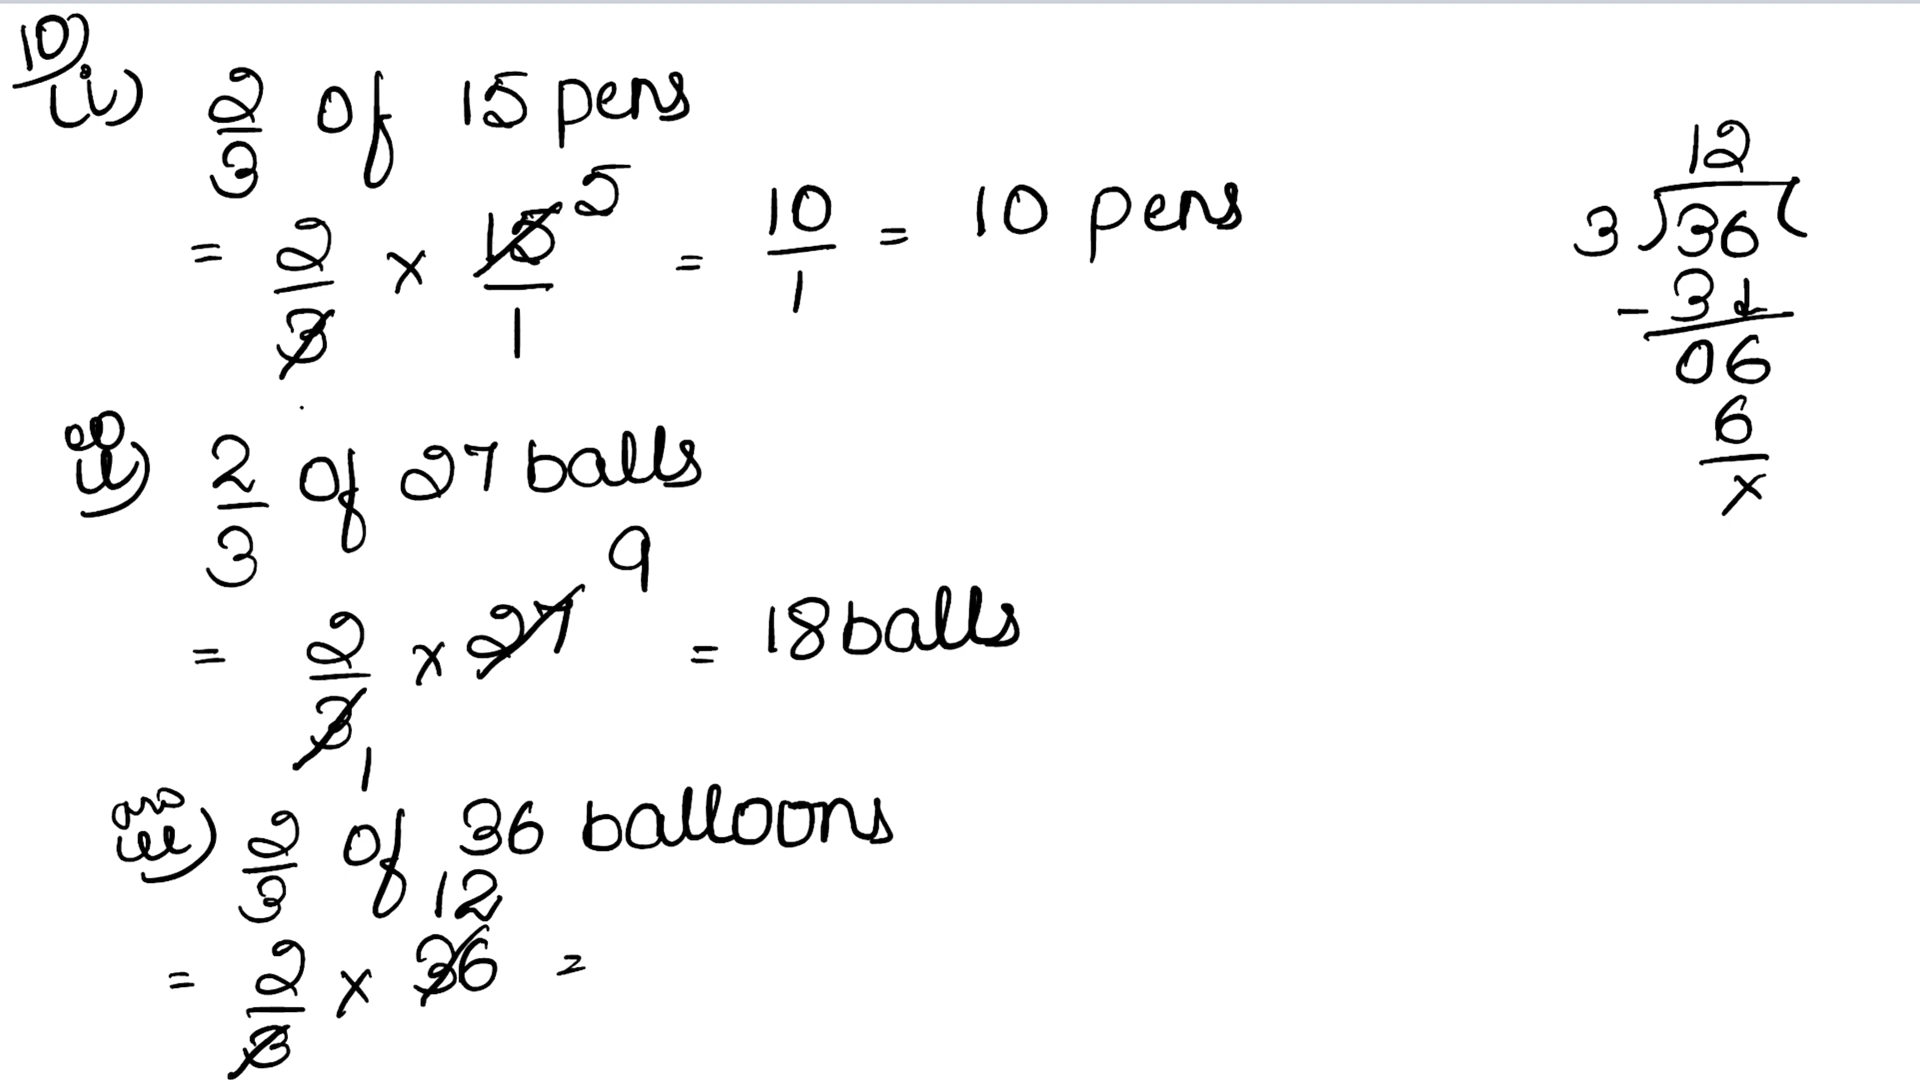 10)
(i) 2/3 of 15 pens
= 2/3 × 15/1 5 = 10/1 = 10 pens
ii) 2/3 of 27 balls
= 2/3 1 × 27 9 = 18 balls
iii) 2/3 of 36 balloons
12
= 2/3 × 36 =
12
3 ) 36 (
- 3 ↓
06
6
x